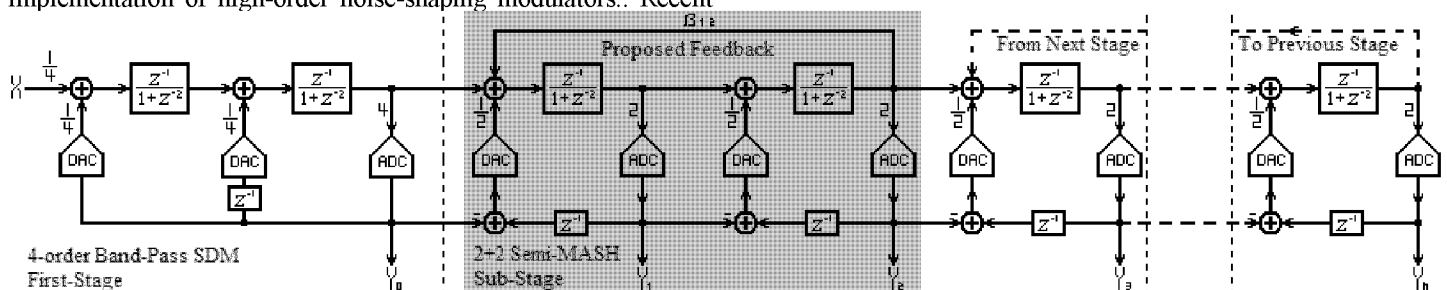 implementation of high-order noise-shaping modulators.. Recent
B12
Proposed Feedback
From Next Stage
To Previous Stage
X
1/4
Z⁻¹
1+Z⁻²
1/4
Z⁻¹
1+Z⁻²
1/4
4
DAC
DAC
ADC
Z⁻¹
Z⁻¹
1+Z⁻²
1/2
2
Z⁻¹
1+Z⁻²
1/2
2
DAC
ADC
DAC
ADC
Z⁻¹
Z⁻¹
Z⁻¹
1+Z⁻²
1/2
2
DAC
ADC
Z⁻¹
Z⁻¹
1+Z⁻²
1/2
2
DAC
ADC
Z⁻¹
4-order Band-Pass SDM
First-Stage
2+2 Semi-MASH
Sub-Stage
Y0
Y1
Y2
Y3
Yn